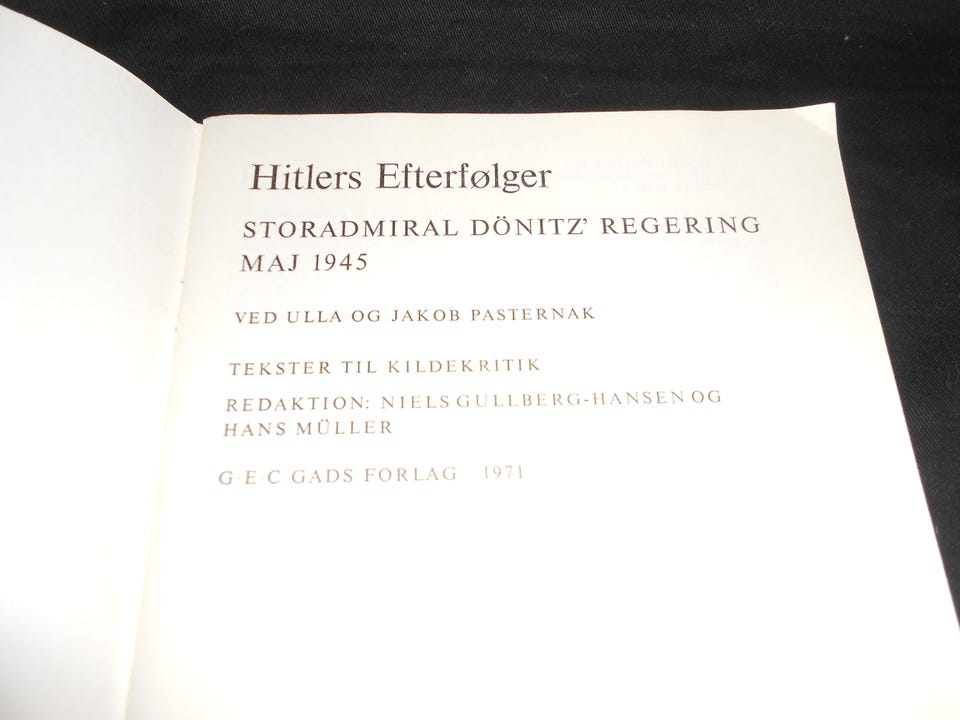 Hitlers Efterfølger
STORADMIRAL DÖNITZ' REGERING
MAJ 1945
VED ULLA OG JAKOB PASTERNAK
TEKSTER TIL KILDEKRITIK
REDAKTION: NIELS GULLBERG-HANSEN OG
HANS MÜLLER
G·E·C GADS FORLAG 1971